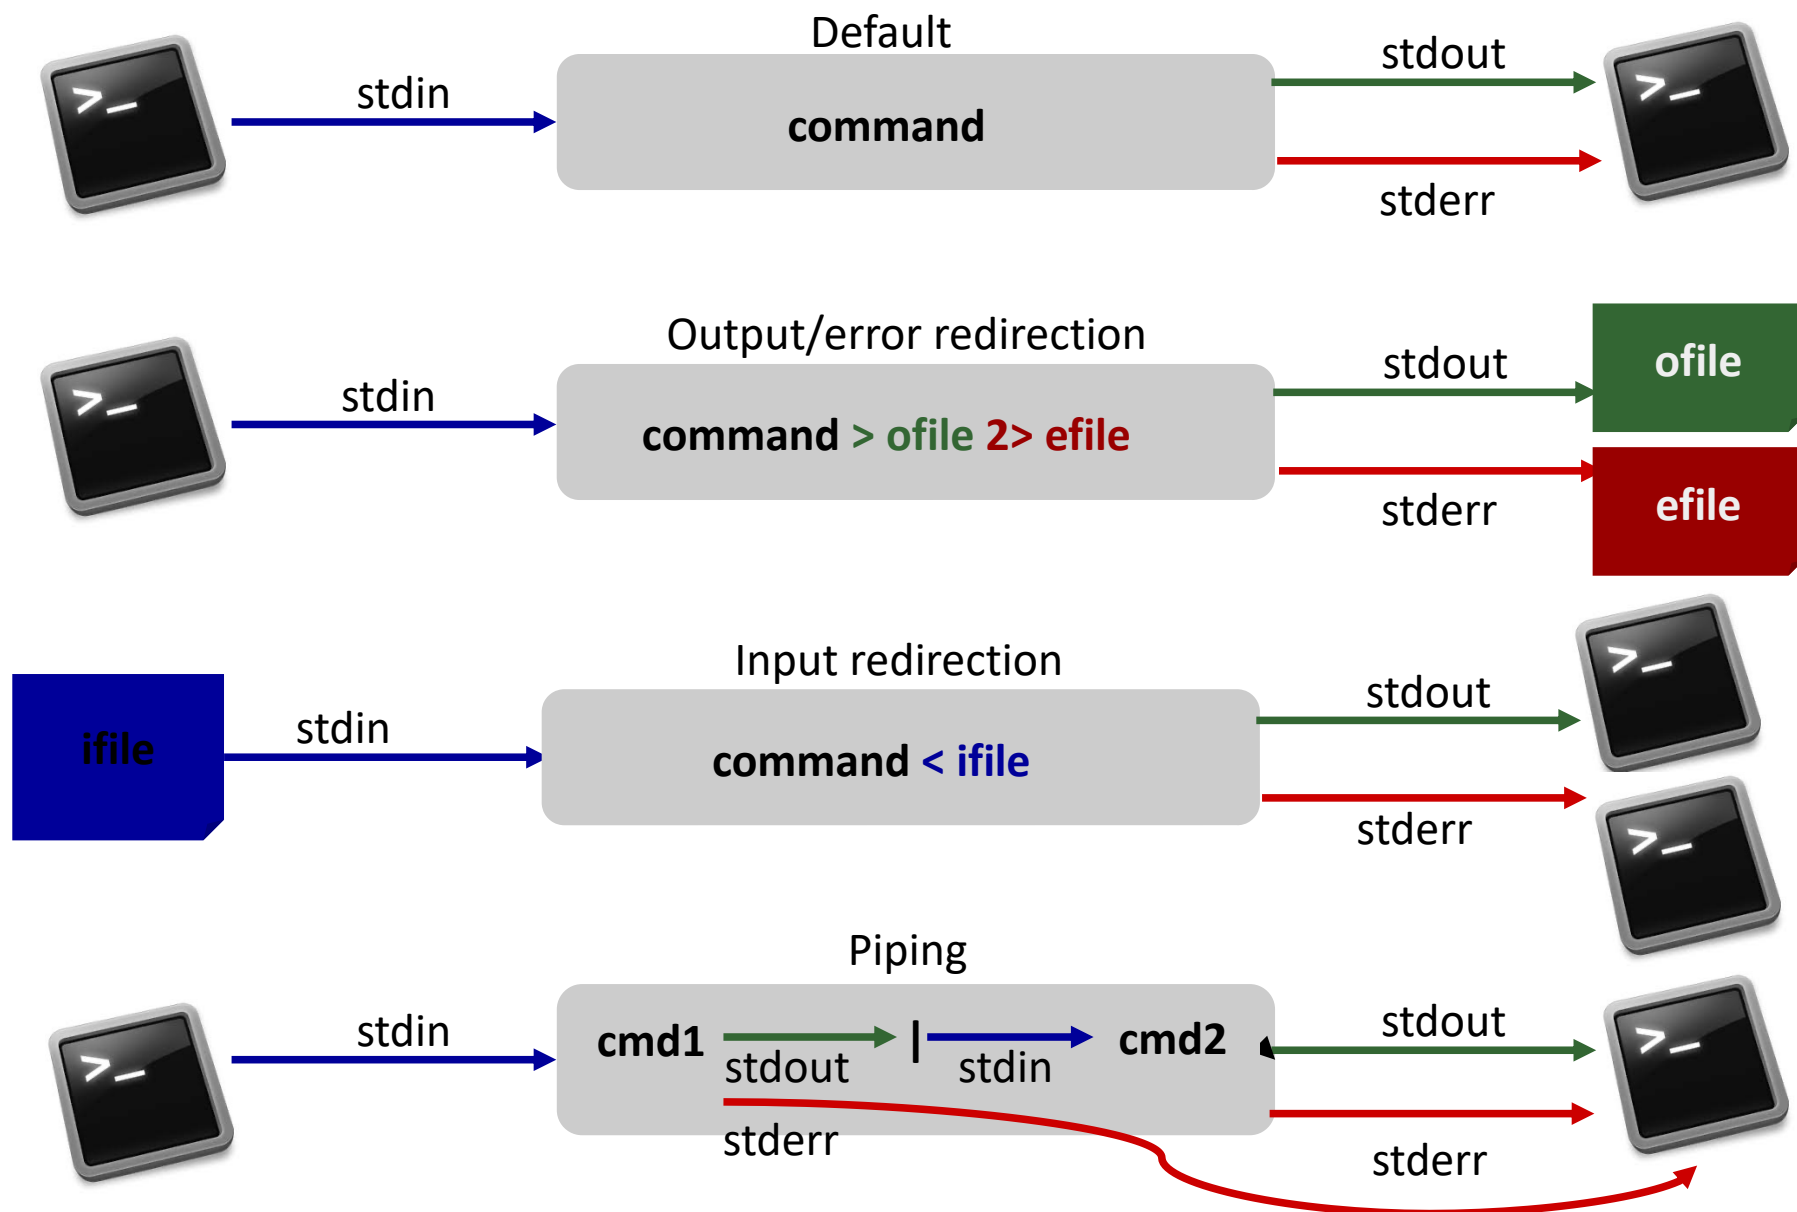 Default
stdin
command
stdout
stderr
>_
>_
Output/error redirection
stdin
command > ofile 2> efile
stdout
ofile
stderr
efile
>_
Input redirection
ifile
stdin
command < ifile
stdout
stderr
>_
>_
Piping
stdin
cmd1
stdout
|
stdin
cmd2
stderr
stdout
stderr
>_
>_